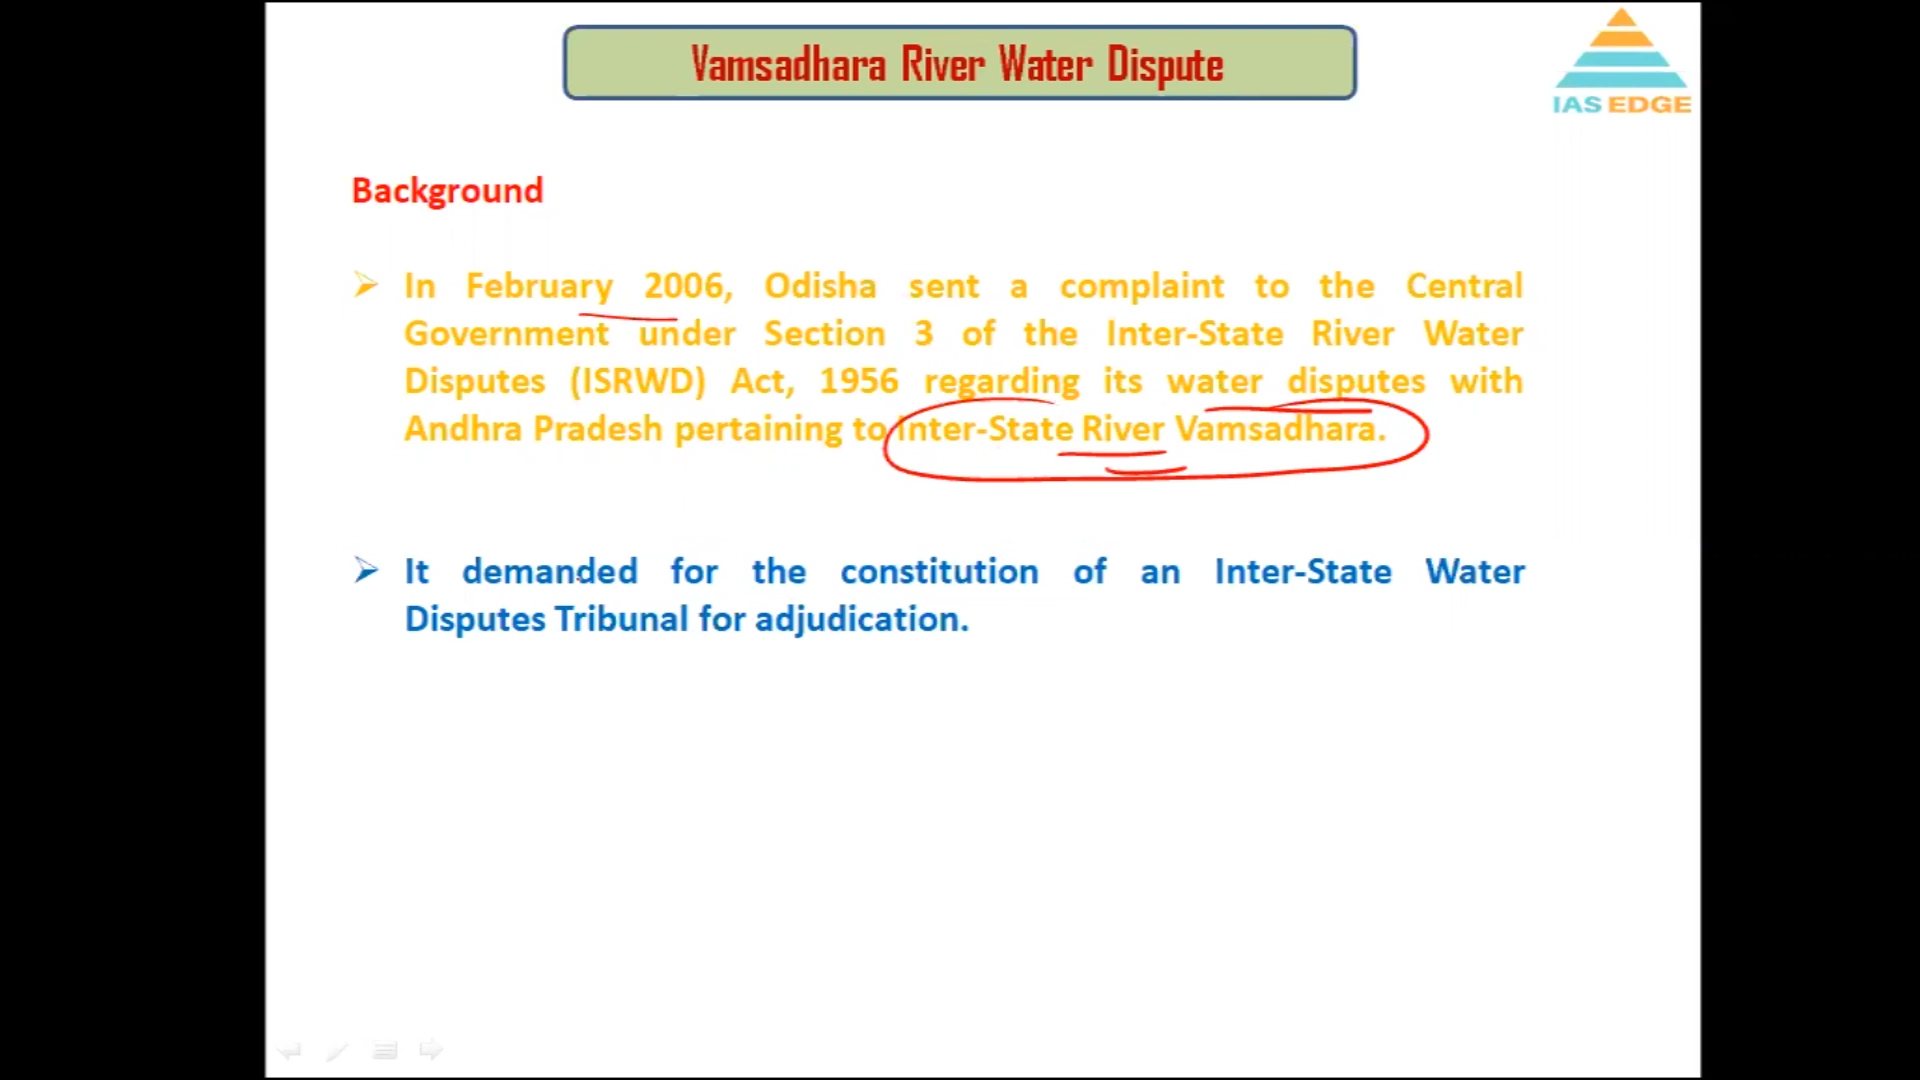 Vamsadhara River Water Dispute
IAS EDGE
Background
In February 2006, Odisha sent a complaint to the Central
Government under Section 3 of the Inter-State River Water
Disputes (ISRWD) Act, 1956 regarding its water disputes with
Andhra Pradesh pertaining to Inter-State River Vamsadhara.
It demanded for the constitution of an Inter-State Water
Disputes Tribunal for adjudication.